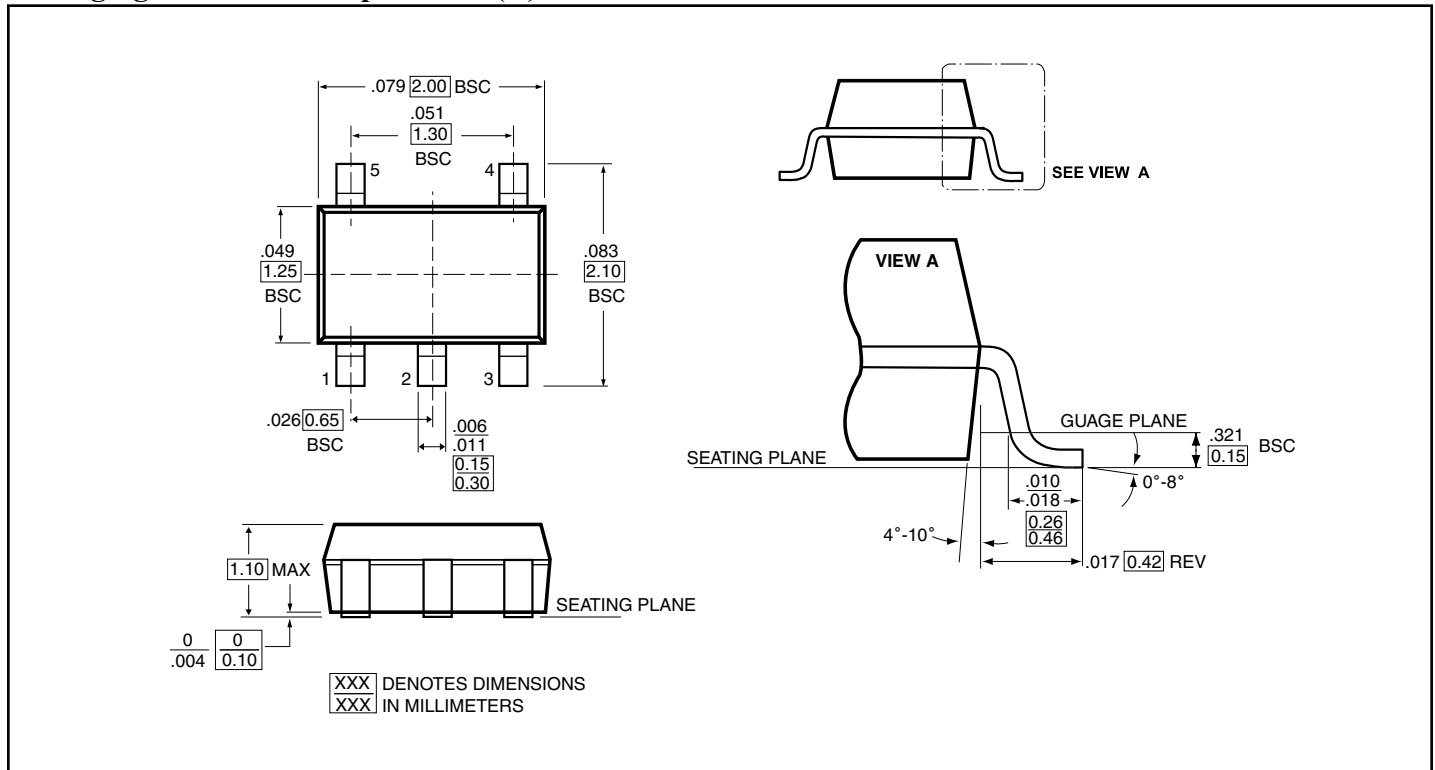 .079 2.00 BSC
.051
1.30
BSC
5
4
.049
1.25
BSC
.083
2.10
BSC
1
2
3
.026 0.65
BSC
.006
.011
0.15
0.30
1.10 MAX
SEATING PLANE
0
.004
0
0.10
XXX DENOTES DIMENSIONS
XXX IN MILLIMETERS
SEE VIEW A
VIEW A
GUAGE PLANE
.321
0.15
BSC
SEATING PLANE
0°-8°
.010
.018
0.26
0.46
4°-10°
.017 0.42 REV